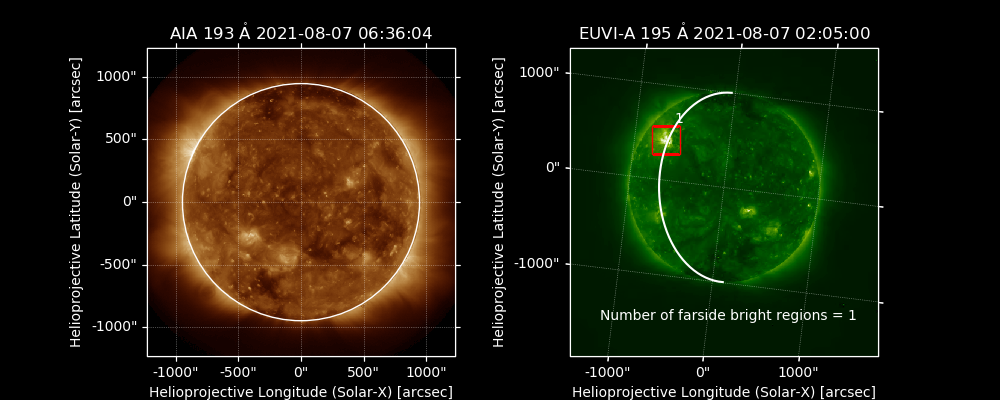 AIA 193 Å 2021-08-07 06:36:04
Helioprojective Latitude (Solar-Y) [arcsec]
1000"
500"
0"
-500"
-1000"
-1000"
-500"
0"
500"
1000"
Helioprojective Longitude (Solar-X) [arcsec]
EUVI-A 195 Å 2021-08-07 02:05:00
Helioprojective Latitude (Solar-Y) [arcsec]
1000"
0"
-1000"
1
Number of farside bright regions = 1
-1000"
0"
1000"
Helioprojective Longitude (Solar-X) [arcsec]